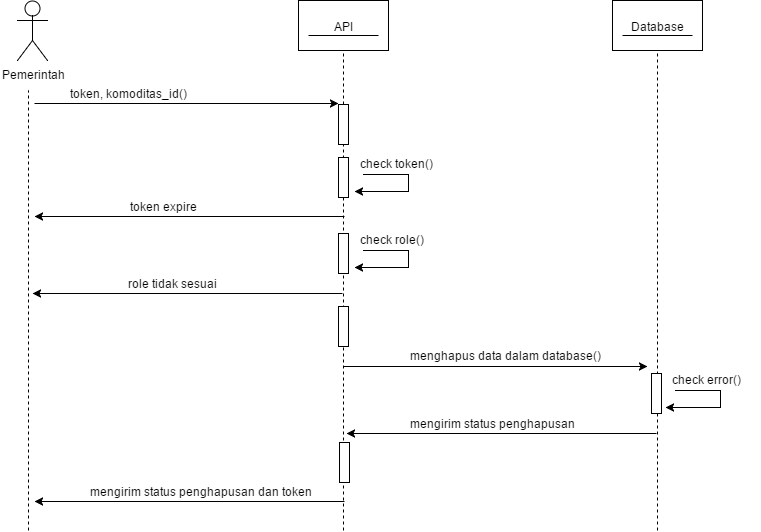 API
Database
Pemerintah
token, komoditas_id()
check token()
token expire
check role()
role tidak sesuai
menghapus data dalam database()
check error()
mengirim status penghapusan
mengirim status penghapusan dan token